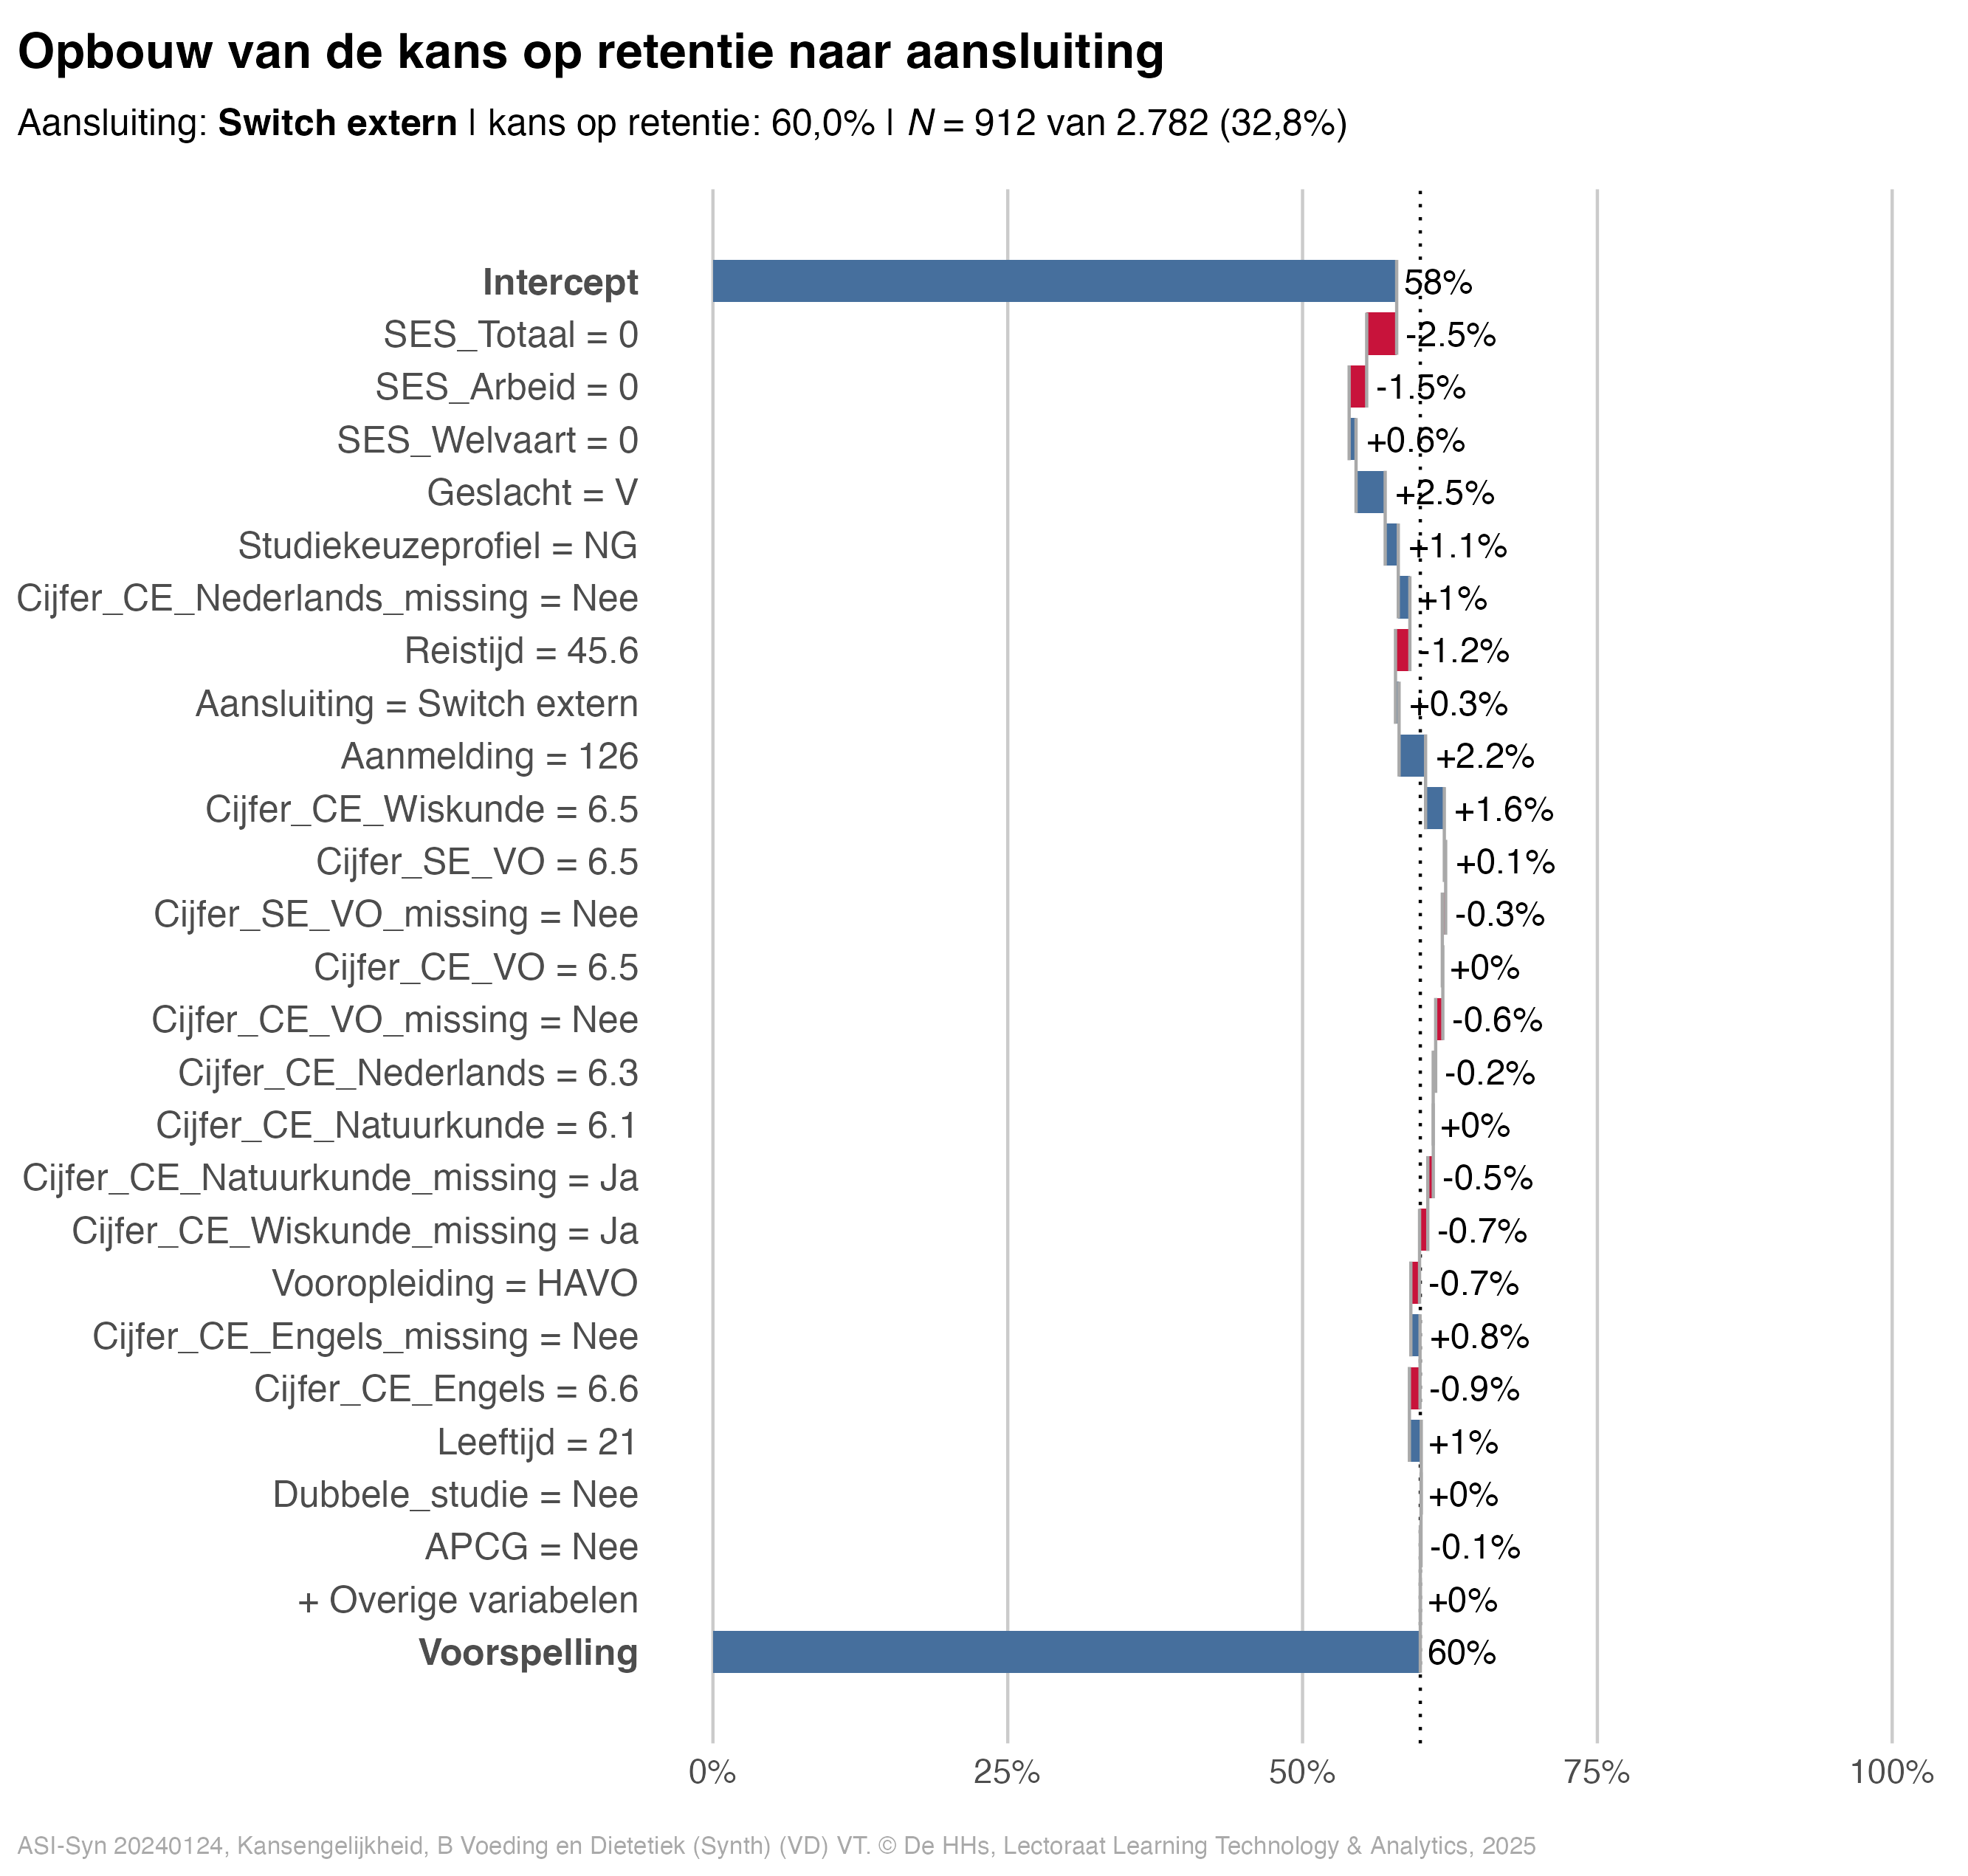 Opbouw van de kans op retentie naar aansluiting
Aansluiting: Switch extern | kans op retentie: 60,0% | N = 912 van 2.782 (32,8%)
Intercept 58%
SES_Totaal = 0 -2.5%
SES_Arbeid = 0 -1.5%
SES_Welvaart = 0 +0.6%
Geslacht = V +2.5%
Studiekeuzeprofiel = NG +1.1%
Cijfer_CE_Nederlands_missing = Nee +1%
Reistijd = 45.6 -1.2%
Aansluiting = Switch extern +0.3%
Aanmelding = 126 +2.2%
Cijfer_CE_Wiskunde = 6.5 +1.6%
Cijfer_SE_VO = 6.5 +0.1%
Cijfer_SE_VO_missing = Nee -0.3%
Cijfer_CE_VO = 6.5 +0%
Cijfer_CE_VO_missing = Nee -0.6%
Cijfer_CE_Nederlands = 6.3 -0.2%
Cijfer_CE_Natuurkunde = 6.1 +0%
Cijfer_CE_Natuurkunde_missing = Ja -0.5%
Cijfer_CE_Wiskunde_missing = Ja -0.7%
Vooropleiding = HAVO -0.7%
Cijfer_CE_Engels_missing = Nee +0.8%
Cijfer_CE_Engels = 6.6 -0.9%
Leeftijd = 21 +1%
Dubbele_studie = Nee +0%
APCG = Nee -0.1%
+ Overige variabelen +0%
Voorspelling 60%
0% 25% 50% 75% 100%
ASI-Syn 20240124, Kansengelijkheid, B Voeding en Dietetiek (Synth) (VD) VT. © De HHs, Lectoraat Learning Technology & Analytics, 2025